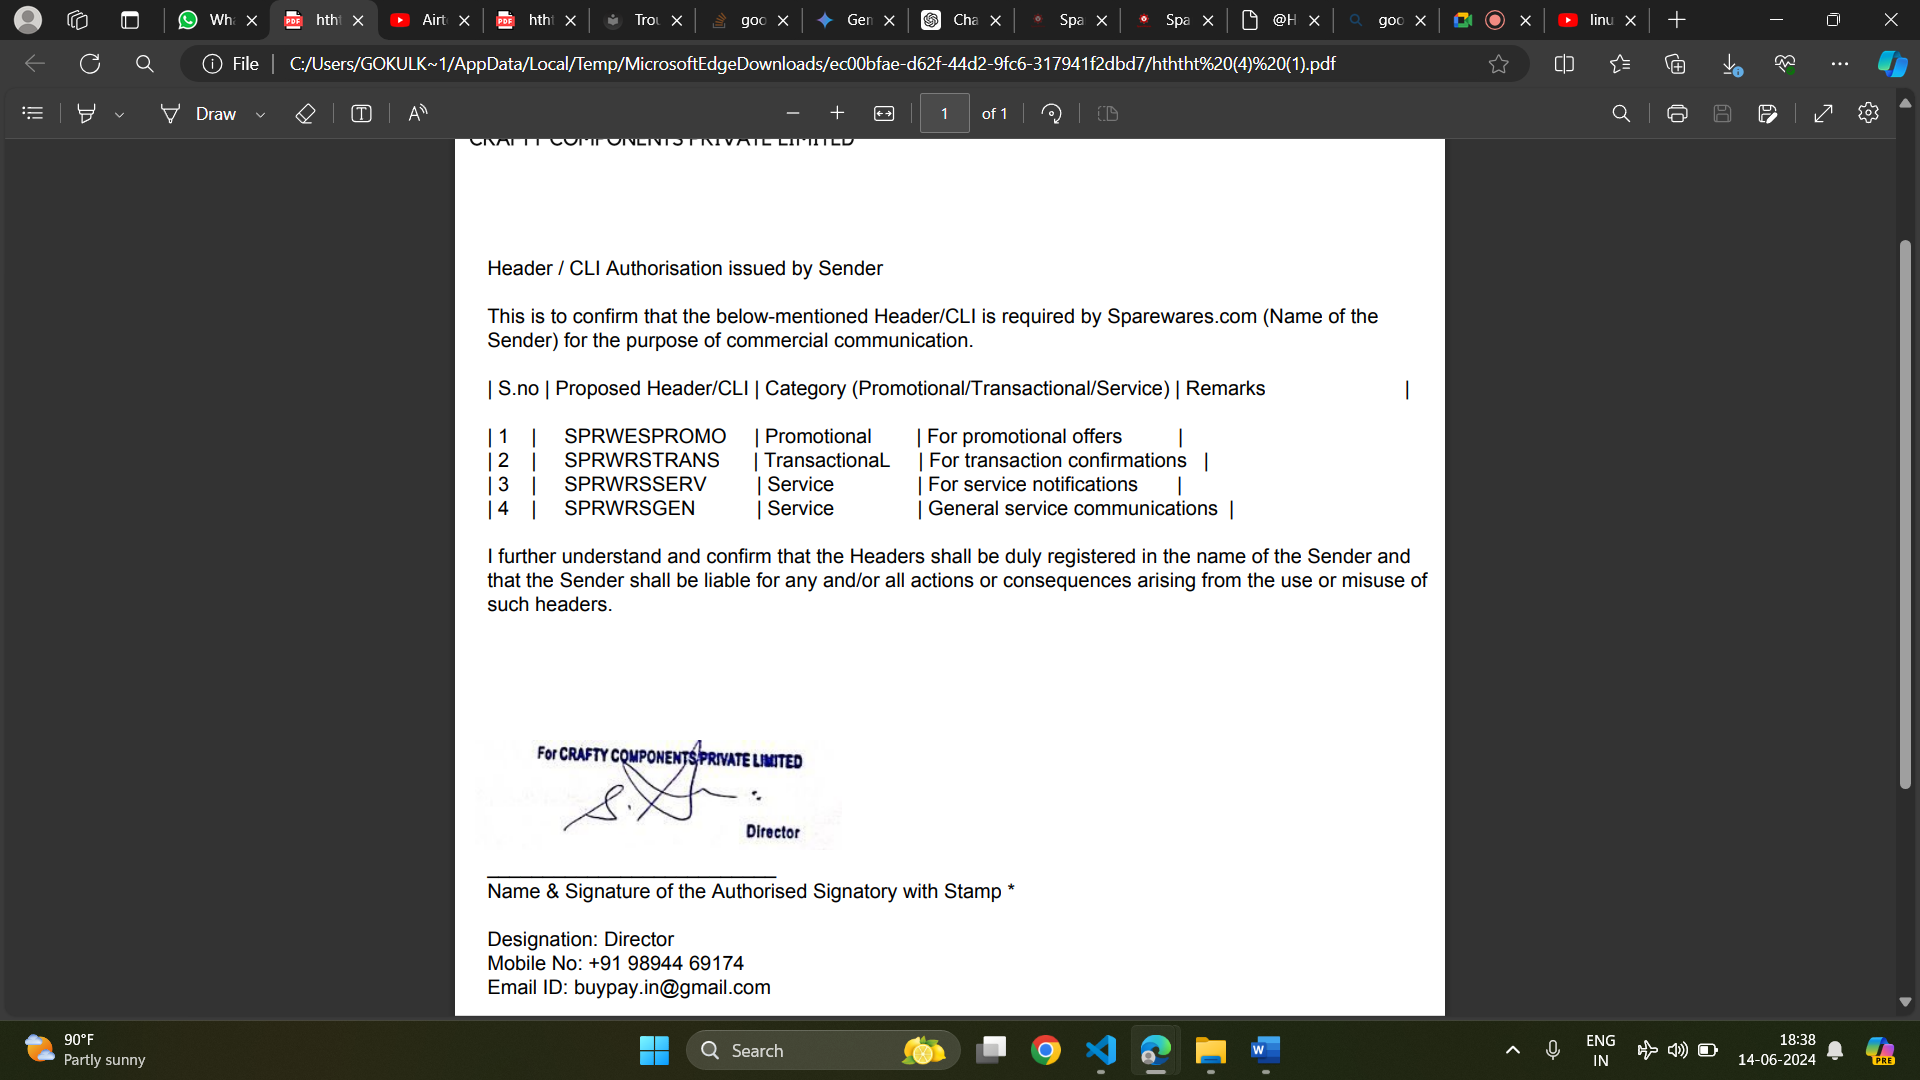 Wha
htht
Airt
htht
Trou
goo
Gen
Cha
Spa
Spa
@H
goo
linu
File
C:/Users/GOKULK~1/AppData/Local/Temp/MicrosoftEdgeDownloads/ec00bfae-d62f-44d2-9fc6-317941f2dbd7/hththt%20(4)%20(1).pdf
Draw
1 of 1
CRAFTY COMPONENTS PRIVATE LIMITED
Header / CLI Authorisation issued by Sender
This is to confirm that the below-mentioned Header/CLI is required by Sparewares.com (Name of the
Sender) for the purpose of commercial communication.
| S.no | Proposed Header/CLI | Category (Promotional/Transactional/Service) | Remarks |
| 1 | SPRWESPROMO | Promotional | For promotional offers |
| 2 | SPRWRSTRANS | TransactionaL | For transaction confirmations |
| 3 | SPRWRSSERV | Service | For service notifications |
| 4 | SPRWRSGEN | Service | General service communications |
I further understand and confirm that the Headers shall be duly registered in the name of the Sender and
that the Sender shall be liable for any and/or all actions or consequences arising from the use or misuse of
such headers.
For CRAFTY COMPONENTS PRIVATE LIMITED
Director
Name & Signature of the Authorised Signatory with Stamp *
Designation: Director
Mobile No: +91 98944 69174
Email ID: buypay.in@gmail.com
90°F
Partly sunny
Search
ENG
IN
18:38
14-06-2024
PRE